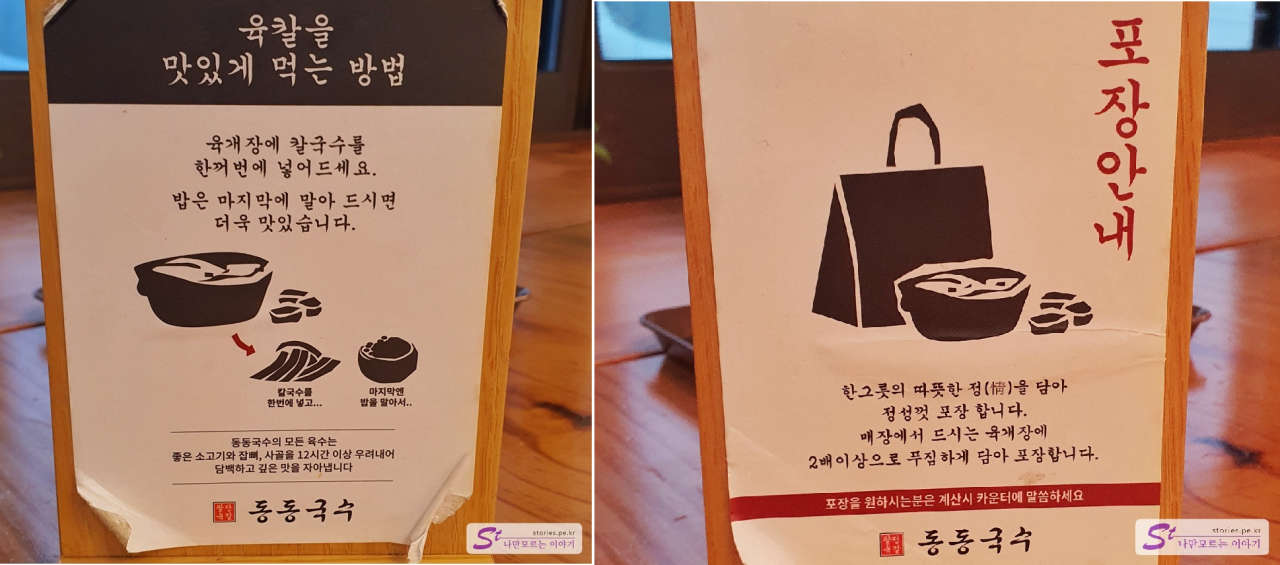 육칼을
맛있게 먹는 방법
육개장에 칼국수를
한꺼번에 넣어드세요.
밥은 마지막에 말아 드시면
더욱 맛있습니다.
칼국수를
한번에 넣고...
마지막엔
밥을 말아서..
동동국수의 모든 육수는
좋은 소고기와 잡뼈, 사골을 12시간 이상 우려내어
담백하고 깊은 맛을 자아냅니다
동동국수
St
stories.pe.kr
나만모르는 이야기
포장안내
한그릇의 따뜻한 정(情)을 담아
정성껏 포장 합니다.
매장에서 드시는 육개장에
2배이상으로 푸짐하게 담아 포장합니다.
포장을 원하시는분은 계산시 카운터에 말씀하세요
동동국수
St
stories.pe.kr
나만모르는 이야기